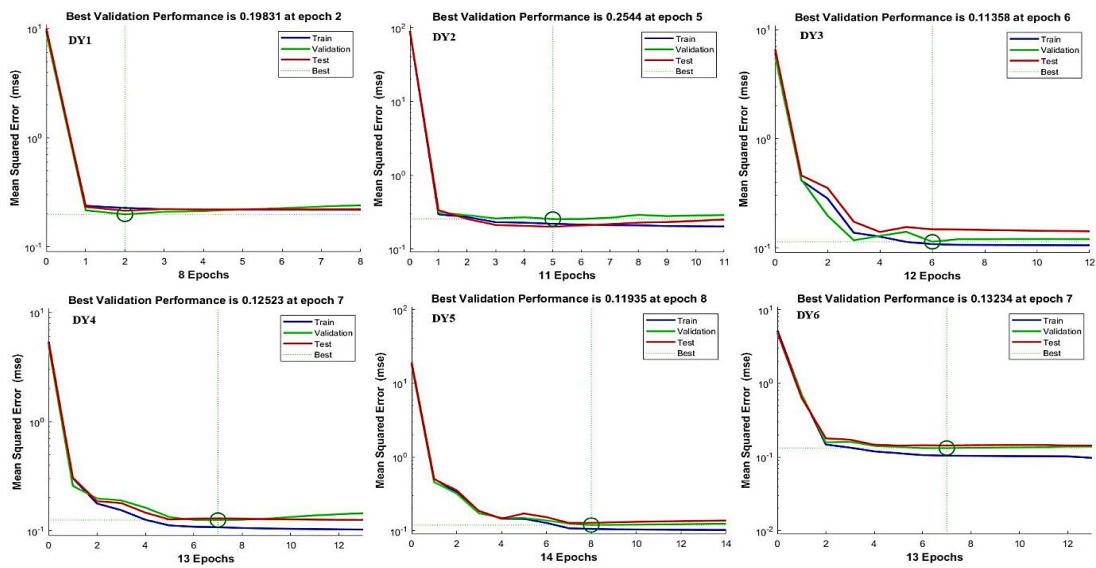 Best Validation Performance is 0.19831 at epoch 2
DY1
Train
Validation
Test
Best
Mean Squared Error (mse)
10^1
10^0
10^-1
0 1 2 3 4 5 6 7 8
8 Epochs
Best Validation Performance is 0.2544 at epoch 5
DY2
Train
Validation
Test
Best
Mean Squared Error (mse)
10^2
10^1
10^0
10^-1
0 1 2 3 4 5 6 7 8 9 10 11
11 Epochs
Best Validation Performance is 0.11358 at epoch 6
DY3
Train
Validation
Test
Best
Mean Squared Error (mse)
10^1
10^0
10^-1
0 2 4 6 8 10 12
12 Epochs
Best Validation Performance is 0.12523 at epoch 7
DY4
Train
Validation
Test
Best
Mean Squared Error (mse)
10^1
10^0
10^-1
0 2 4 6 8 10 12
13 Epochs
Best Validation Performance is 0.11935 at epoch 8
DY5
Train
Validation
Test
Best
Mean Squared Error (mse)
10^2
10^1
10^0
10^-1
0 2 4 6 8 10 12 14
14 Epochs
Best Validation Performance is 0.13234 at epoch 7
DY6
Train
Validation
Test
Best
Mean Squared Error (mse)
10^1
10^0
10^-1
10^-2
0 2 4 6 8 10 12
13 Epochs